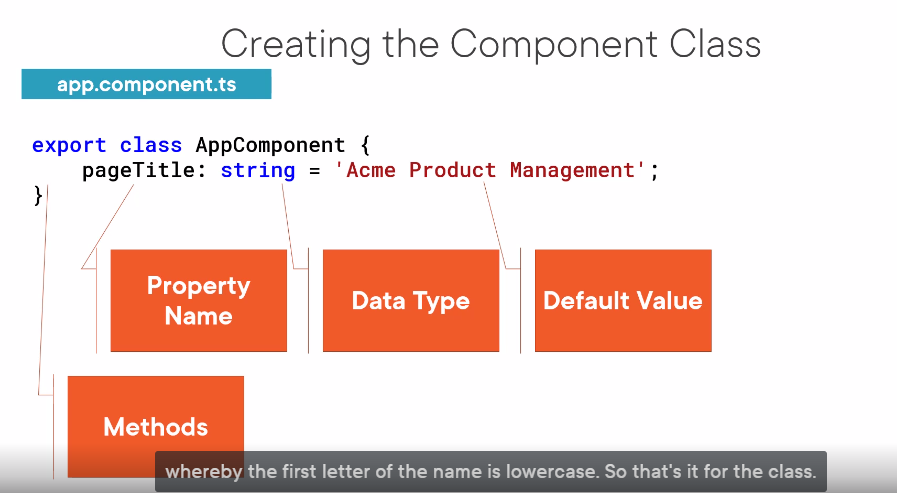 Creating the Component Class
app.component.ts
export class AppComponent {
pageTitle: string = 'Acme Product Management';
}
Property
Name
Data Type
Default Value
Methods
whereby the first letter of the name is lowercase. So that's it for the class.